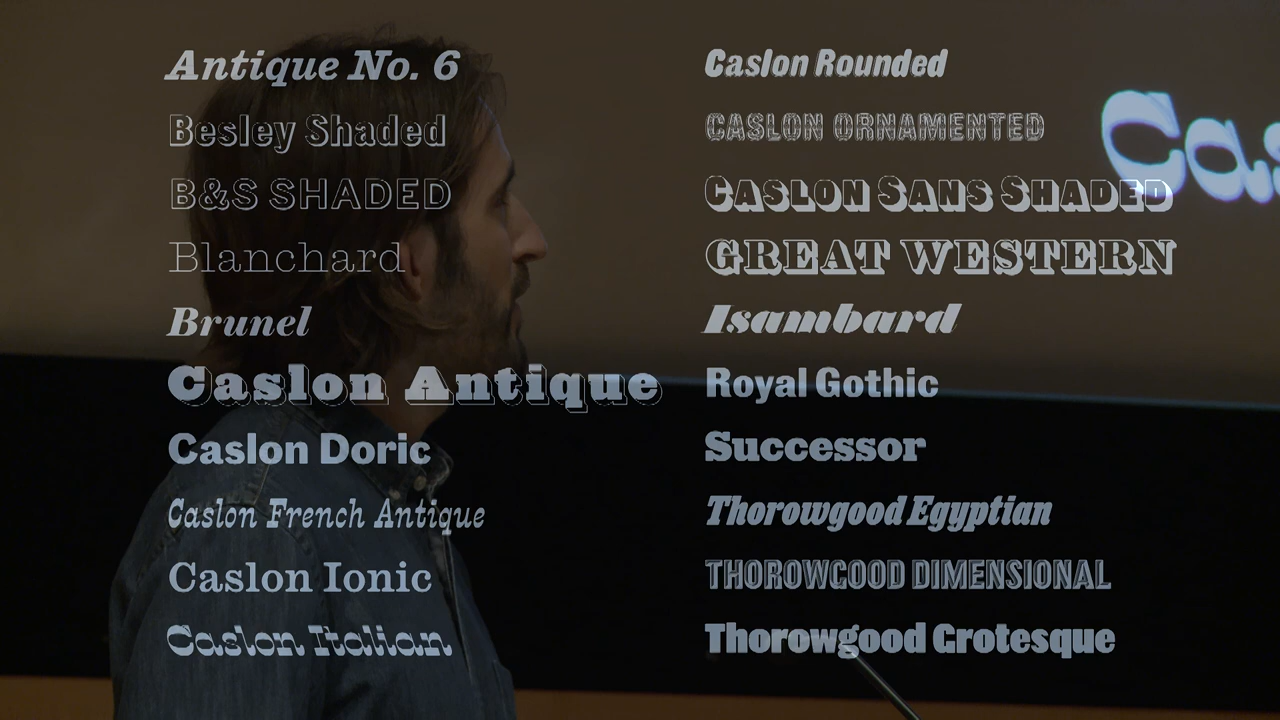 Antique No. 6
Besley Shaded
B&S SHADED
Blanchard
Brunel
Caslon Antique
Caslon Doric
Caslon French Antique
Caslon Ionic
Caslon Italian
Caslon Rounded
CASLON ORNAMENTED
CASLON SANS SHADED
GREAT WESTERN
Isambard
Royal Gothic
Successor
Thorowgood Egyptian
THOROWGOOD DIMENSIONAL
Thorowgood Grotesque